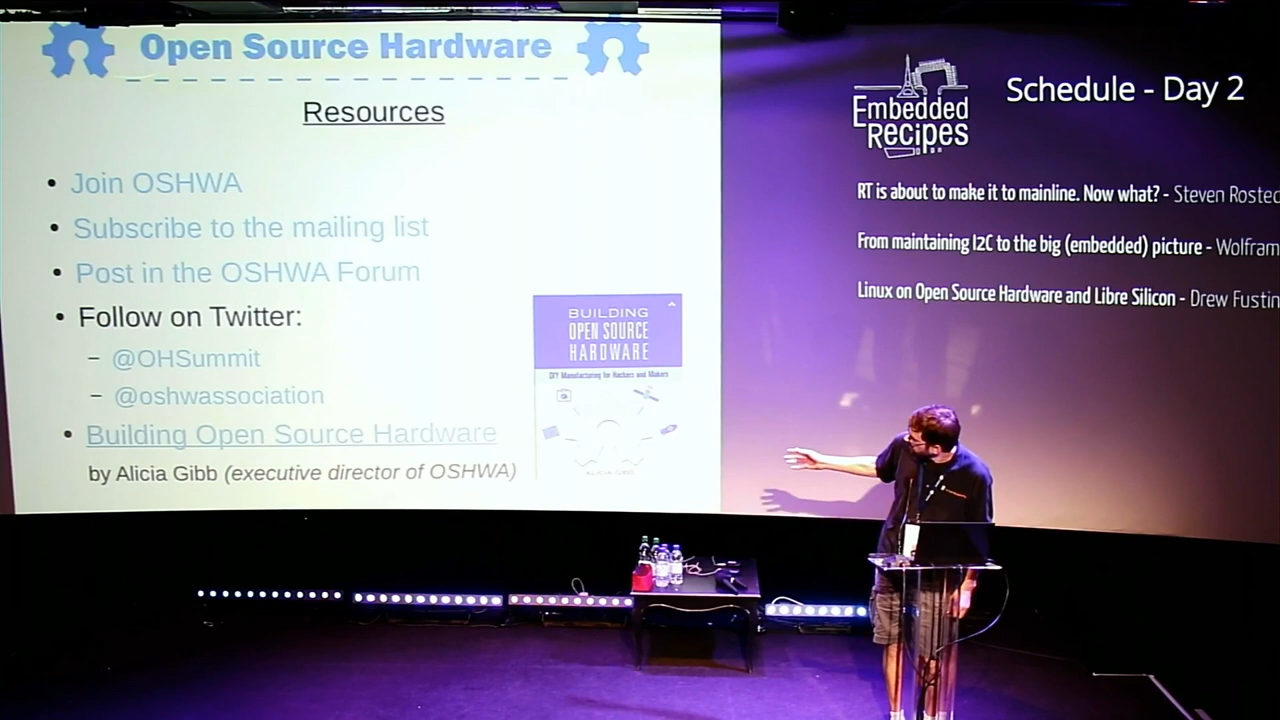 Open Source Hardware
Resources
• Join OSHWA
• Subscribe to the mailing list
• Post in the OSHWA Forum
• Follow on Twitter:
– @OHSummit
– @oshwassociation
• Building Open Source Hardware
by Alicia Gibb (executive director of OSHWA)
BUILDING
OPEN SOURCE
HARDWARE
DIY Manufacturing for Hackers and Makers
ALICIA GIBB
Embedded
Recipes
Schedule - Day 2
RT is about to make it to mainline. Now what? - Steven Rosted
From maintaining I2C to the big (embedded) picture - Wolfram
Linux on Open Source Hardware and Libre Silicon - Drew Fustin